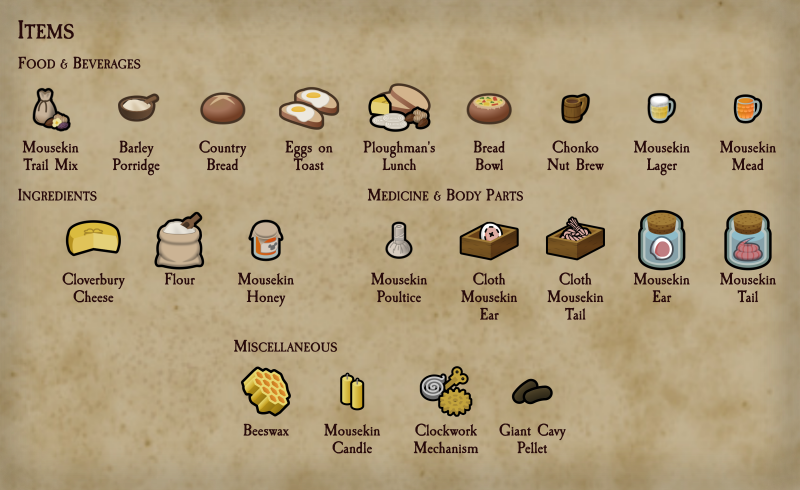 Items
Food & Beverages
Mousekin Trail Mix
Barley Porridge
Country Bread
Eggs on Toast
Ploughman's Lunch
Bread Bowl
Chonko Nut Brew
Mousekin Lager
Mousekin Mead
Ingredients
Cloverbury Cheese
Flour
Mousekin Honey
Medicine & Body Parts
Mousekin Poultice
Cloth Mousekin Ear
Cloth Mousekin Tail
Mousekin Ear
Mousekin Tail
Miscellaneous
Beeswax
Mousekin Candle
Clockwork Mechanism
Giant Cavy Pellet